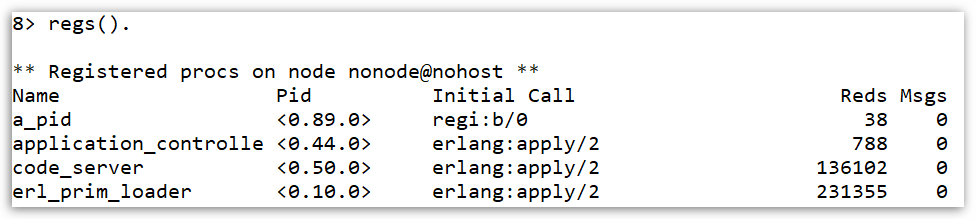 8> regs().
** Registered procs on node nonode@nohost **
Name                  Pid          Initial Call                      Reds Msgs
a_pid                 <0.89.0>     regi:b/0                            38    0
application_controlle <0.44.0>     erlang:apply/2                     788    0
code_server           <0.50.0>     erlang:apply/2                  136102    0
erl_prim_loader       <0.10.0>     erlang:apply/2                  231355    0